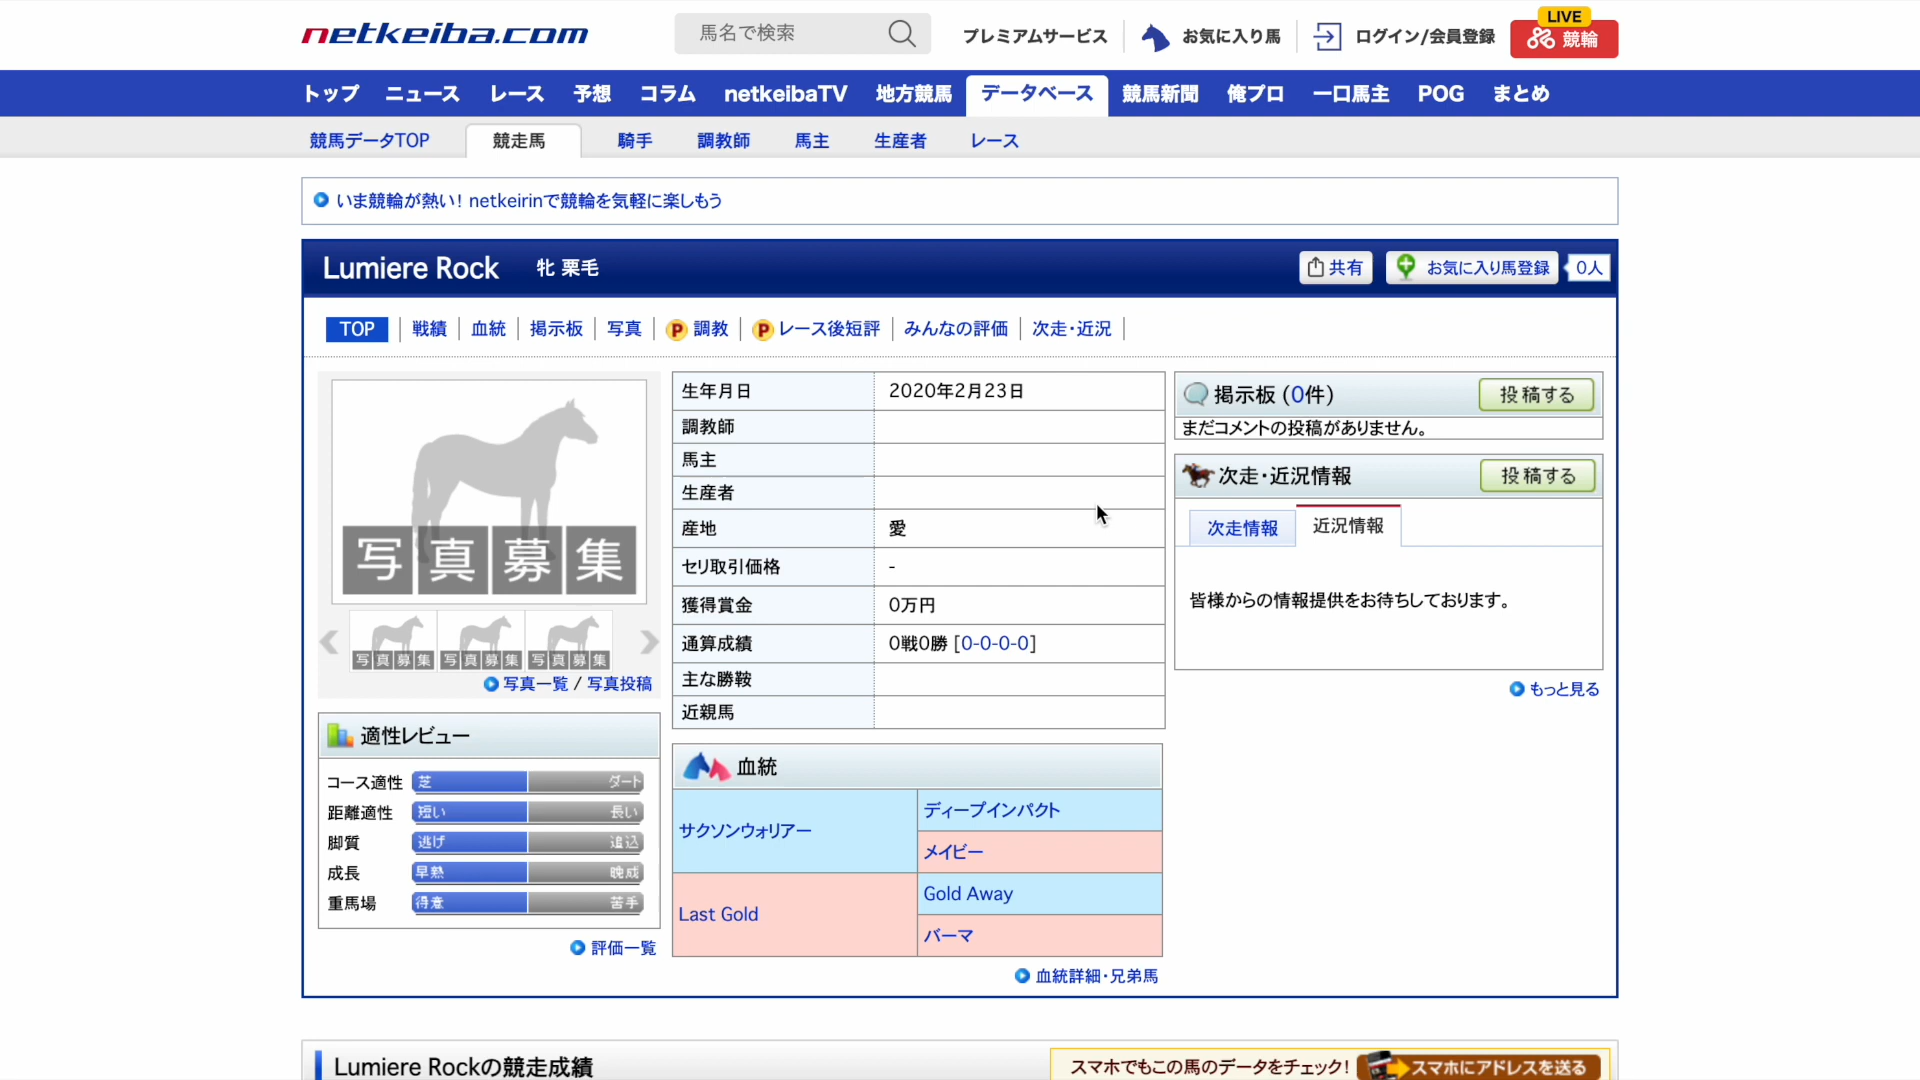 netkeiba.com
馬名で検索
プレミアムサービス
お気に入り馬
ログイン/会員登録
LIVE
競輪
トップ ニュース レース 予想 コラム netkeibaTV 地方競馬 データベース 競馬新聞 俺プロ 一口馬主 POG まとめ
競馬データTOP 競走馬 騎手 調教師 馬主 生産者 レース
いま競輪が熱い! netkeirinで競輪を気軽に楽しもう
Lumiere Rock 牝 栗毛
共有
お気に入り馬登録
0人
TOP 戦績 血統 掲示板 写真 P 調教 P レース後短評 みんなの評価 次走・近況
写真募集
写真募集 写真募集 写真募集
写真一覧 / 写真投稿
適性レビュー
コース適性 芝 ダート
距離適性 短い 長い
脚質 逃げ 追込
成長 早熟 晩成
重馬場 得意 苦手
評価一覧
生年月日 2020年2月23日
調教師
馬主
生産者
産地 愛
セリ取引価格 -
獲得賞金 0万円
通算成績 0戦0勝 [0-0-0-0]
主な勝鞍
近親馬
血統
サクソンウォリアー
ディープインパクト
メイビー
Last Gold
Gold Away
バーマ
血統詳細・兄弟馬
掲示板 (0件)
投稿する
まだコメントの投稿がありません。
次走・近況情報
投稿する
次走情報 近況情報
皆様からの情報提供をお待ちしております。
もっと見る
Lumiere Rockの競走成績
スマホでもこの馬のデータをチェック!
スマホにアドレスを送る